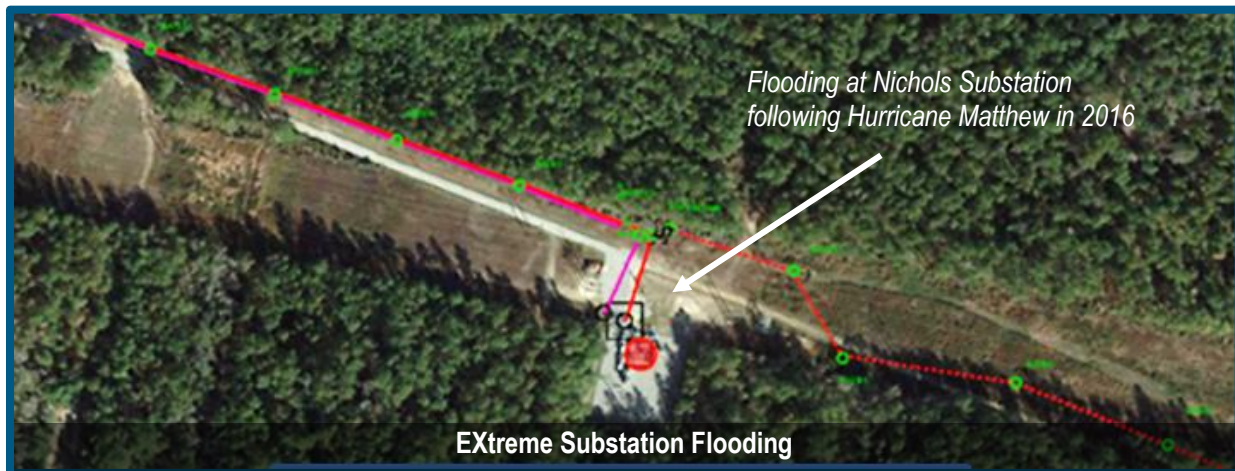 Flooding at Nichols Substation
following Hurricane Matthew in 2016
EXtreme Substation Flooding